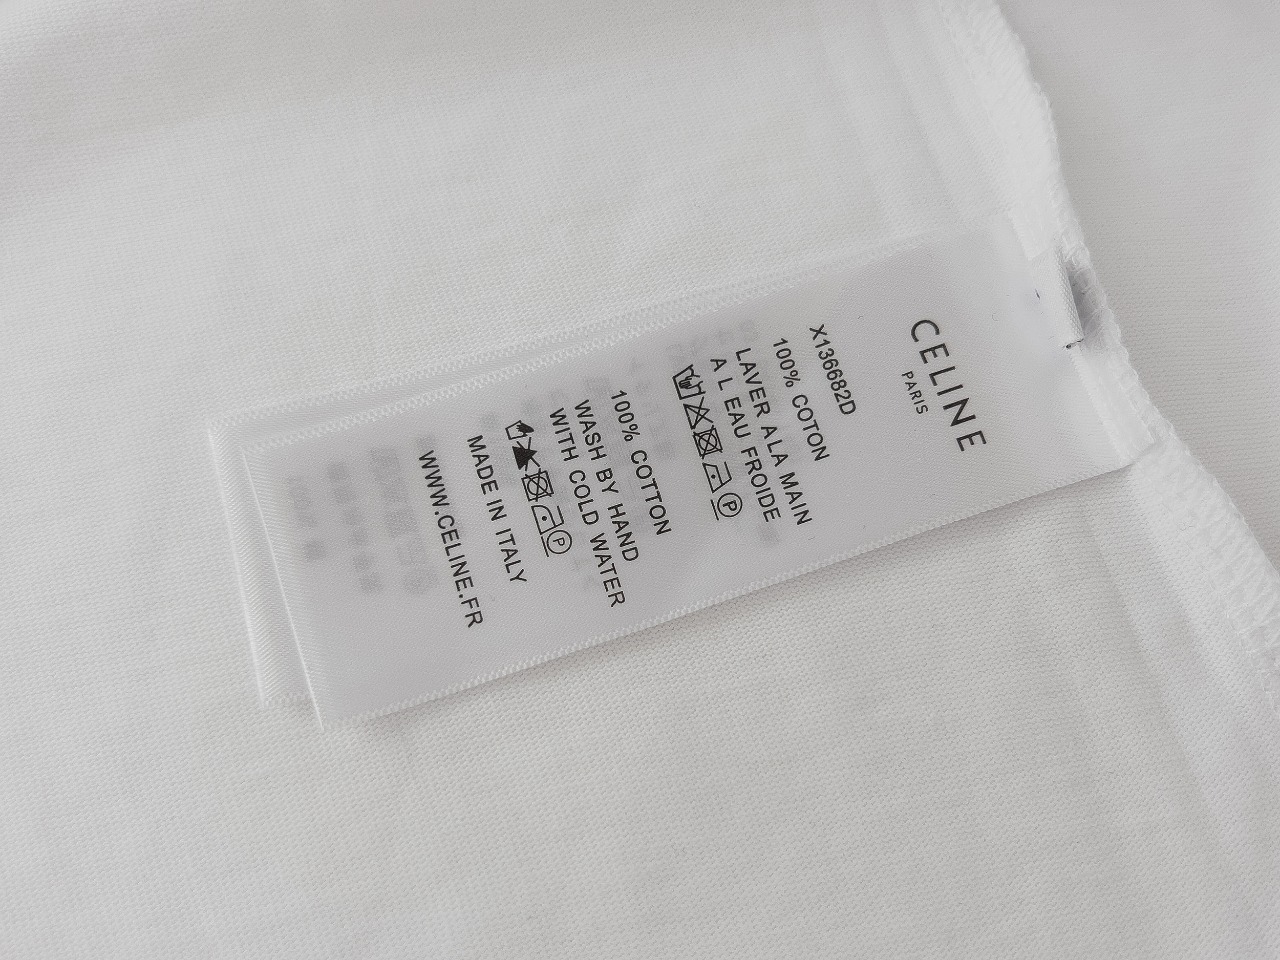 CELINE
PARIS
X136682D
100% COTON
LAVER A LA MAIN
A L EAU FROIDE
P
100% COTTON
WASH BY HAND
WITH COLD WATER
P
MADE IN ITALY
WWW.CELINE.FR